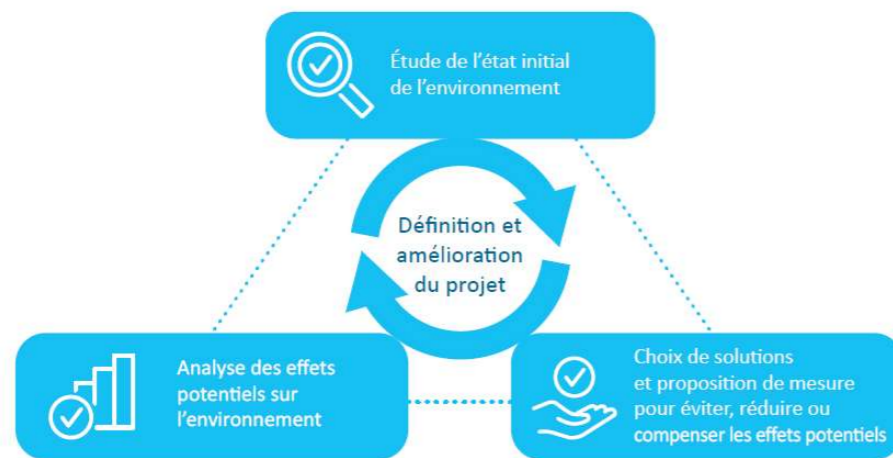 Étude de l'état initial
de l'environnement
Définition et
amélioration
du projet
Analyse des effets
potentiels sur
l'environnement
Choix de solutions
et proposition de mesure
pour éviter, réduire ou
compenser les effets potentiels